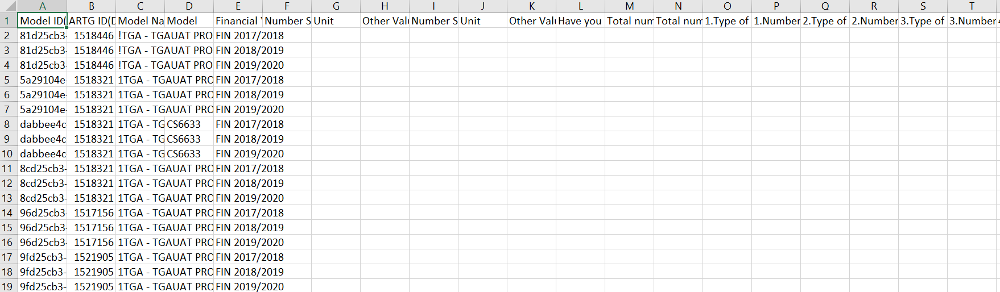 A B C D E F G H I J K L M N O P Q R S T
1 Model ID( ARTG ID(D Model Na Model Financial Y Number S Unit Other Valu Number S Unit Other Valu Have you Total num Total num 1.Type of 1.Number 2.Type of 2.Number 3.Type of 3.Number 4
2 81d25cb3- 1518446 !TGA - TGAUAT PRO FIN 2017/2018
3 81d25cb3- 1518446 !TGA - TGAUAT PRO FIN 2018/2019
4 81d25cb3- 1518446 !TGA - TGAUAT PRO FIN 2019/2020
5 5a29104e- 1518321 1TGA - TGAUAT PRO FIN 2017/2018
6 5a29104e- 1518321 1TGA - TGAUAT PRO FIN 2018/2019
7 5a29104e- 1518321 1TGA - TGAUAT PRO FIN 2019/2020
8 dabbee4c 1518321 1TGA - TG CS6633 FIN 2017/2018
9 dabbee4c 1518321 1TGA - TG CS6633 FIN 2018/2019
10 dabbee4c 1518321 1TGA - TG CS6633 FIN 2019/2020
11 8cd25cb3- 1518321 1TGA - TGAUAT PRO FIN 2017/2018
12 8cd25cb3- 1518321 1TGA - TGAUAT PRO FIN 2018/2019
13 8cd25cb3- 1518321 1TGA - TGAUAT PRO FIN 2019/2020
14 96d25cb3- 1517156 1TGA - TGAUAT PRO FIN 2017/2018
15 96d25cb3- 1517156 1TGA - TGAUAT PRO FIN 2018/2019
16 96d25cb3- 1517156 1TGA - TGAUAT PRO FIN 2019/2020
17 9fd25cb3- 1521905 1TGA - TGAUAT PRO FIN 2017/2018
18 9fd25cb3- 1521905 1TGA - TGAUAT PRO FIN 2018/2019
19 9fd25cb3- 1521905 1TGA - TGAUAT PRO FIN 2019/2020